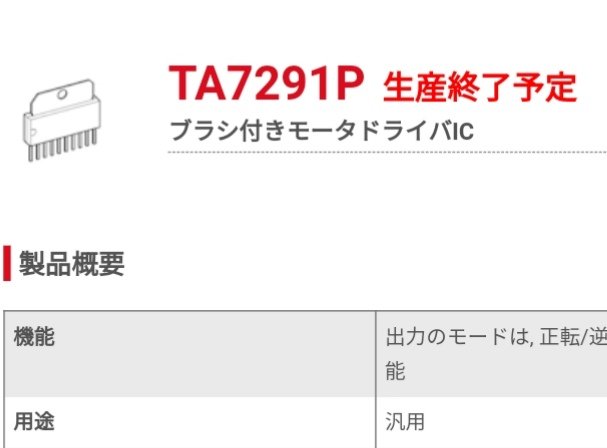 TA7291P 生産終了予定
ブラシ付きモータドライバIC
製品概要
機能
出力のモードは, 正転/逆
能
用途
汎用